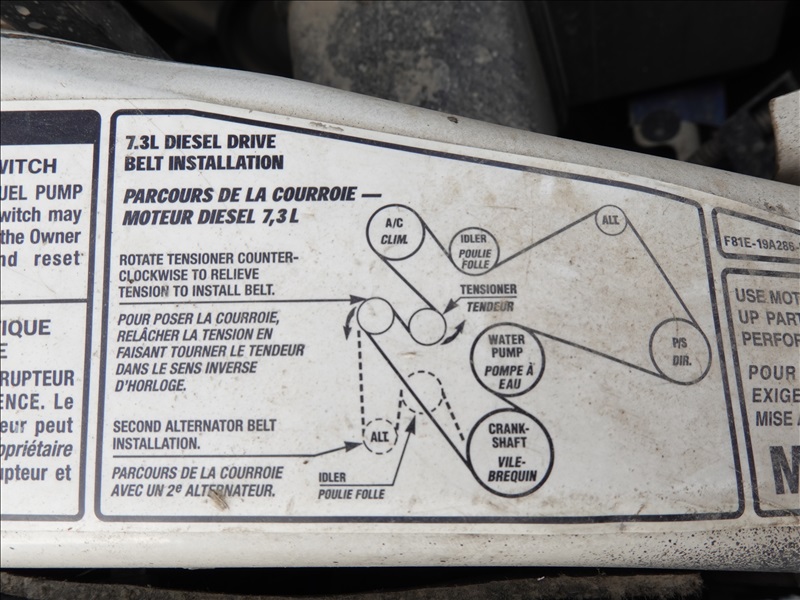 WITCH
UEL PUMP
witch may
the Owner
nd reset
TIQUE
E
RUPTEUR
ENCE. Le
eur peut
opriétaire
upteur et
7.3L DIESEL DRIVE
BELT INSTALLATION
PARCOURS DE LA COURROIE —
MOTEUR DIESEL 7,3 L
ROTATE TENSIONER COUNTER-
CLOCKWISE TO RELIEVE
TENSION TO INSTALL BELT.
POUR POSER LA COURROIE,
RELÂCHER LA TENSION EN
FAISANT TOURNER LE TENDEUR
DANS LE SENS INVERSE
D'HORLOGE.
SECOND ALTERNATOR BELT
INSTALLATION.
PARCOURS DE LA COURROIE
AVEC UN 2e ALTERNATEUR.
A/C
CLIM.
IDLER
POULIE
FOLLE
ALT.
TENSIONER
TENDEUR
WATER
PUMP
POMPE À
EAU
P/S
DIR.
ALT.
CRANK-
SHAFT
VILE-
BREQUIN
IDLER
POULIE FOLLE
F81E-19A286-
USE MOT
UP PART
PERFOR
POUR
EXIGE
MISE A
M